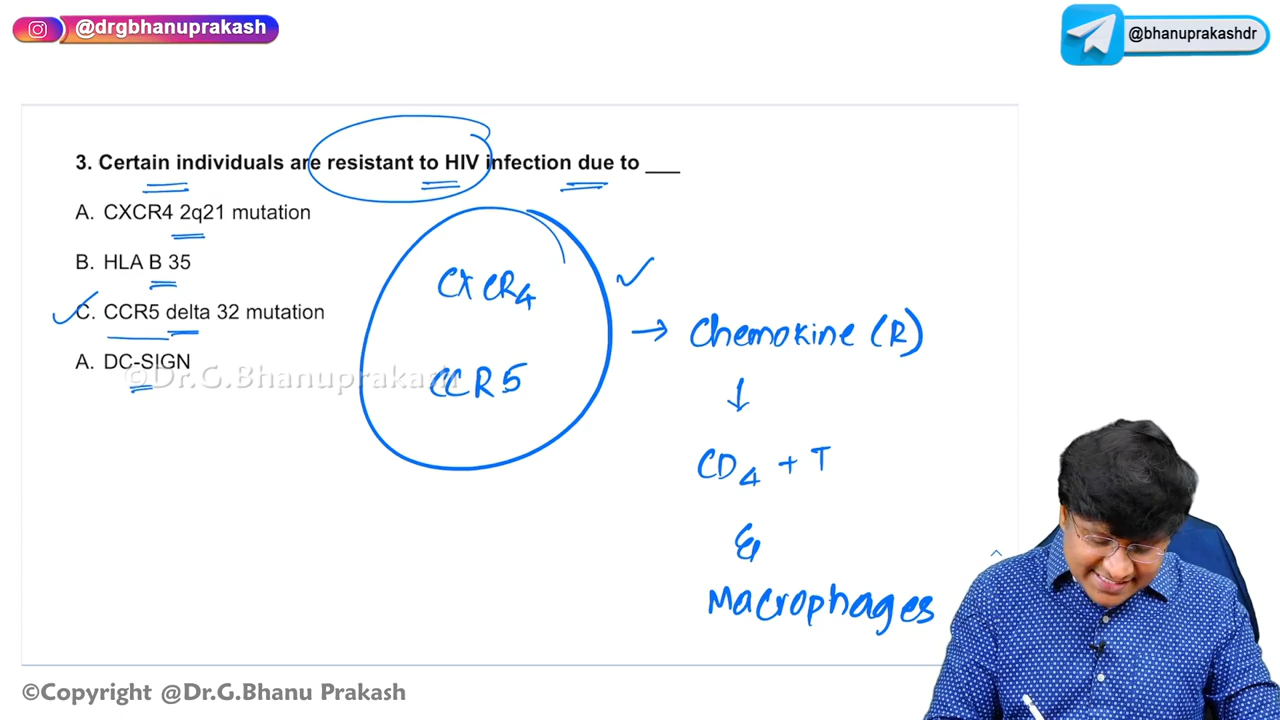 @drgbhanuprakash
@bhanuprakashdr
3. Certain individuals are resistant to HIV infection due to ___
A. CXCR4 2q21 mutation
B. HLA B 35
C. CCR5 delta 32 mutation
A. DC-SIGN
©Dr.G.Bhanuprakash
CXCR4
CCR5
→ Chemokine (R)
↓
CD4 + T
&
Macrophages
©Copyright @Dr.G.Bhanu Prakash